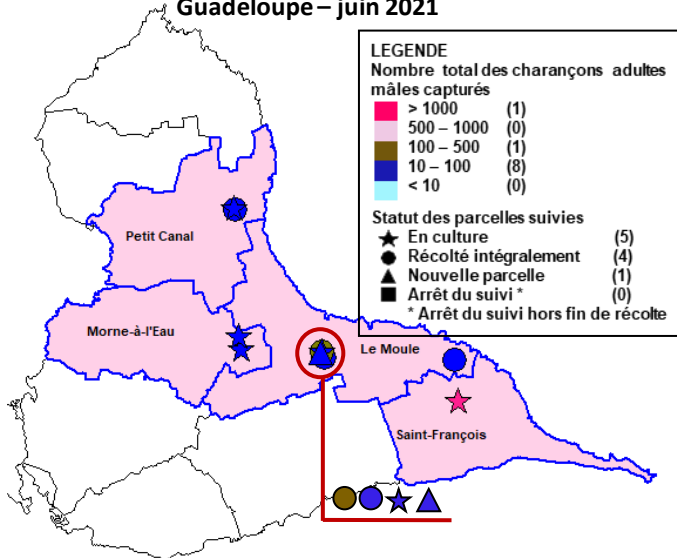 Guadeloupe – juin 2021
LEGENDE
Nombre total des charançons adultes
mâles capturés
> 1000 (1)
500 – 1000 (0)
100 – 500 (1)
10 – 100 (8)
< 10 (0)
Statut des parcelles suivies
En culture (5)
Récolté intégralement (4)
Nouvelle parcelle (1)
Arrêt du suivi * (0)
* Arrêt du suivi hors fin de récolte
Petit Canal
Morne-à-l'Eau
Le Moule
Saint-François